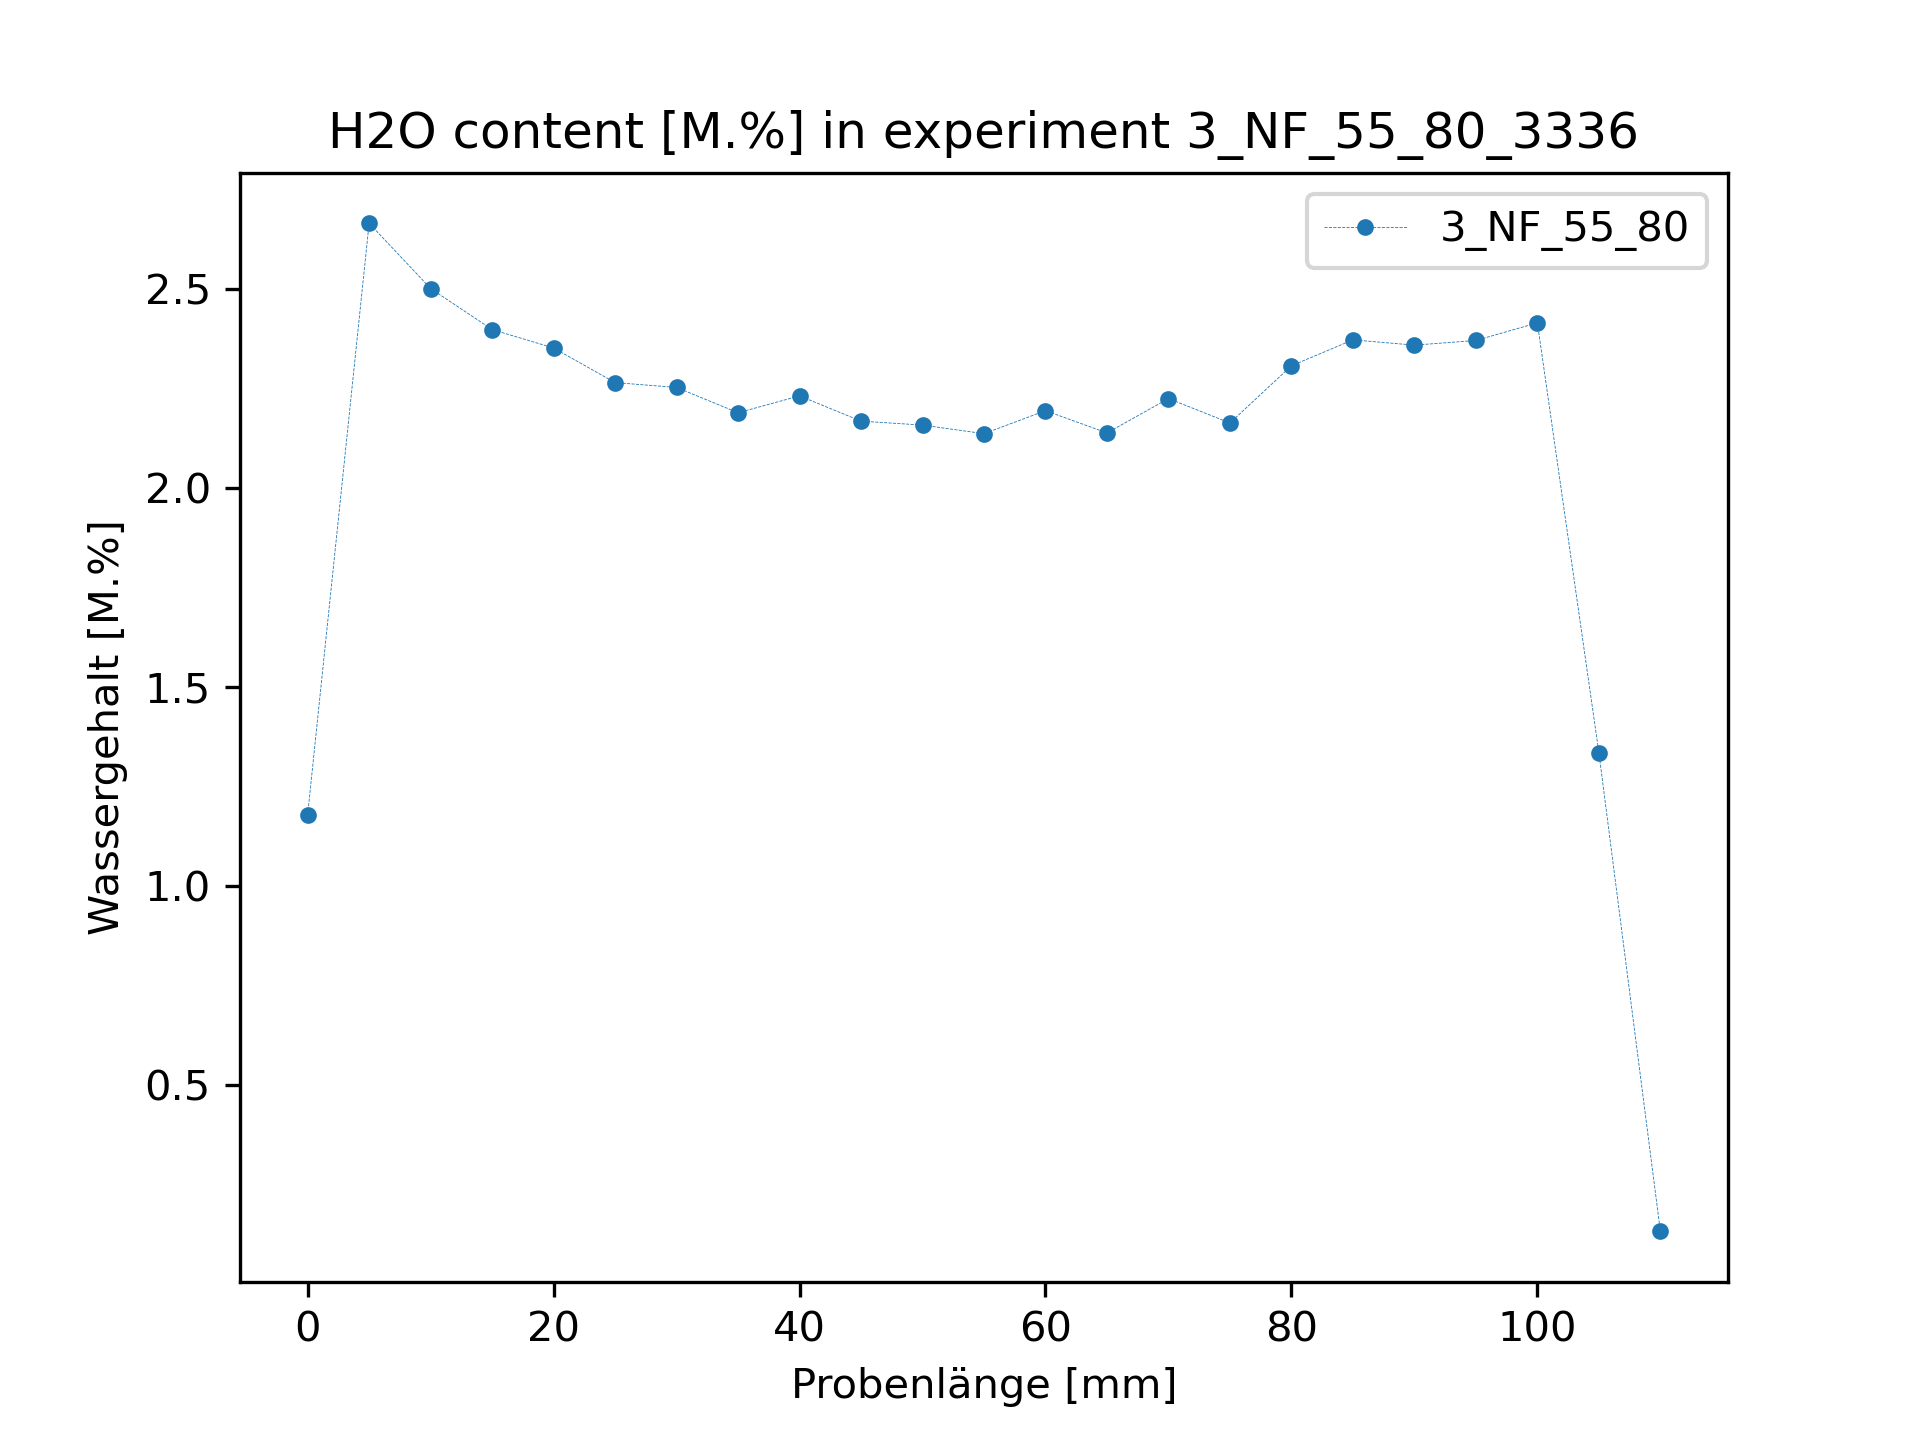 H2O content [M.%] in experiment 3_NF_55_80_3336
3_NF_55_80
2.5
2.0
1.5
1.0
0.5
Wassergehalt [M.%]
0 20 40 60 80 100
Probenlänge [mm]